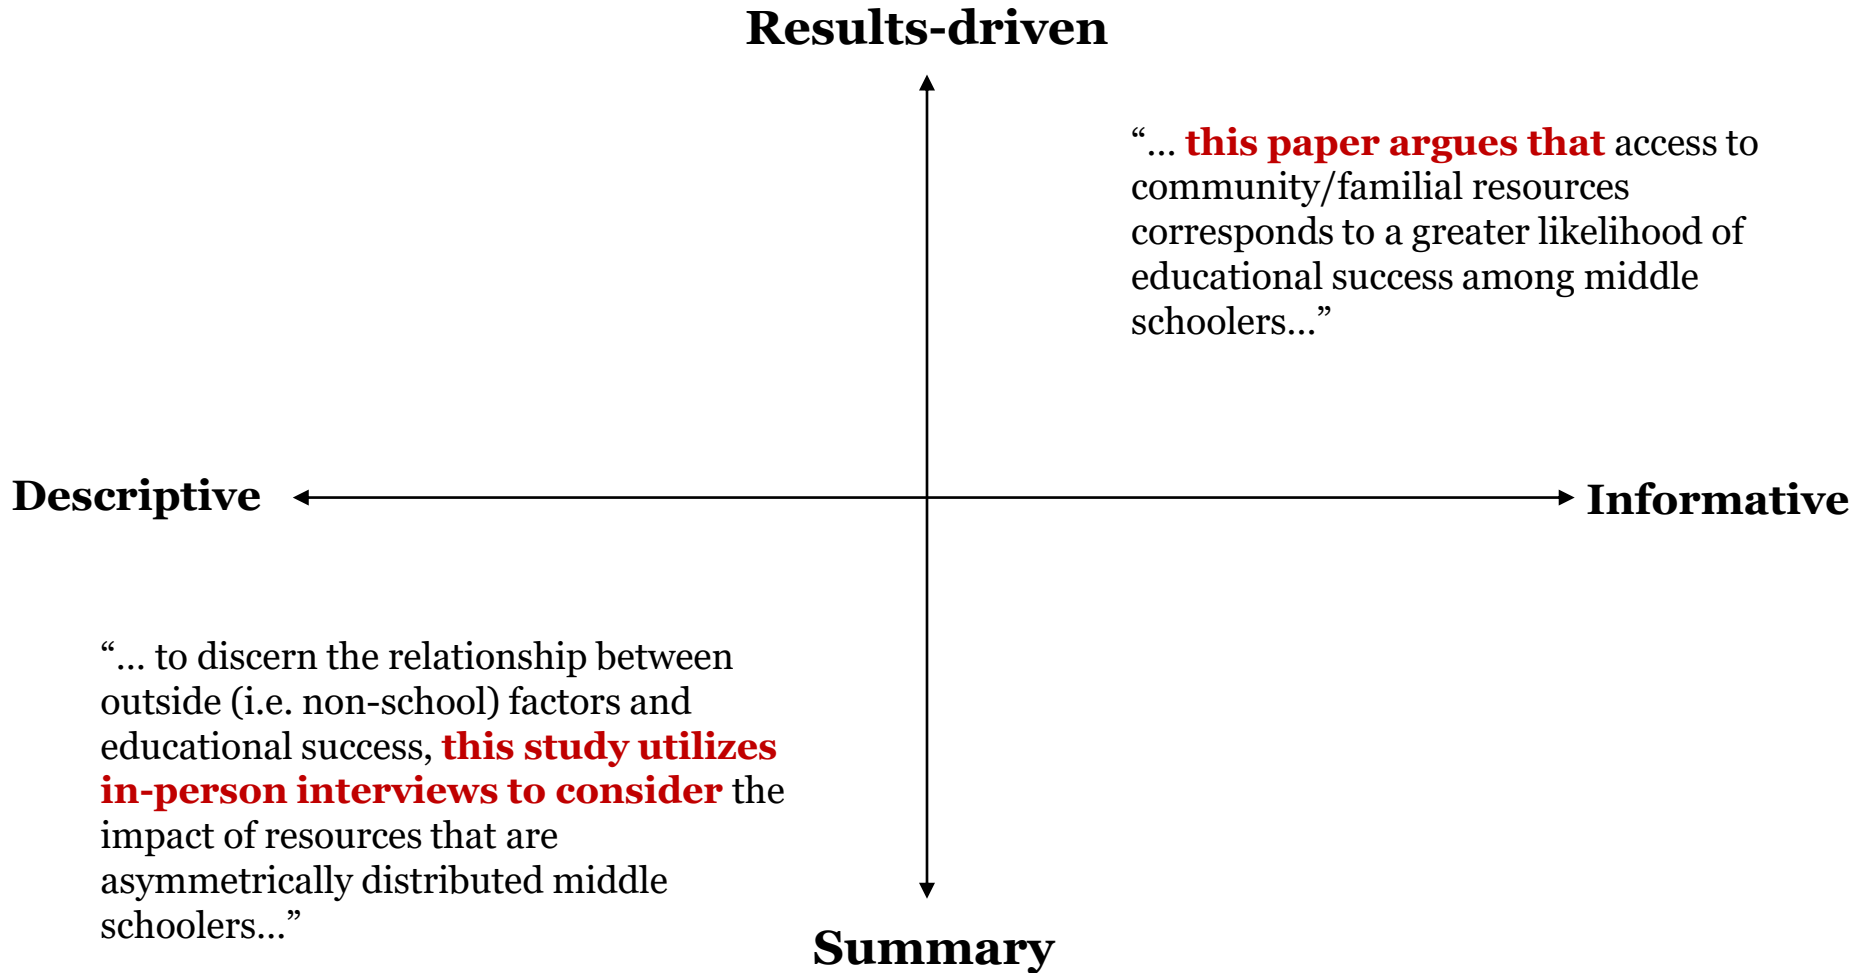 Results-driven
“… this paper argues that access to
community/familial resources
corresponds to a greater likelihood of
educational success among middle
schoolers…”
Descriptive
Informative
“… to discern the relationship between
outside (i.e. non-school) factors and
educational success, this study utilizes
in-person interviews to consider the
impact of resources that are
asymmetrically distributed middle
schoolers…”
Summary